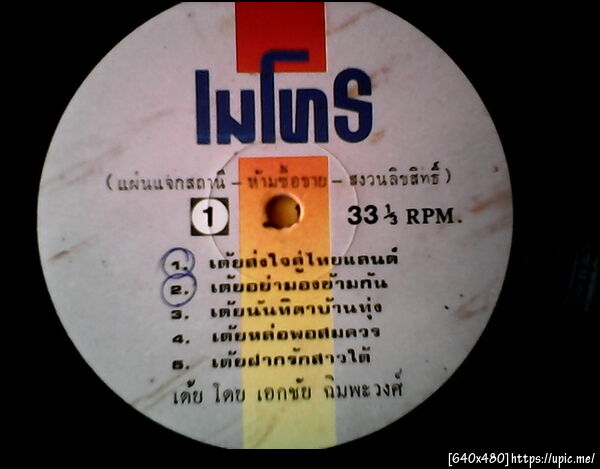 เมโทร
(แผ่นแจกสถานี - ห้ามซื้อขาย - สงวนลิขสิทธิ์)
1 33 ⅓ RPM.
1. เต้ยส่งใจสู่ไทยแลนด์
2. เต้ยอย่ามองข้ามกัน
3. เต้ยนันทิดาบ้านทุ่ง
4. เต้ยหล่อพอสมควร
5. เต้ยฝากรักสาวใต้
เต้ย โดย เอกชัย ฉิมพะวงศ์
[640x480]https://upic.me/